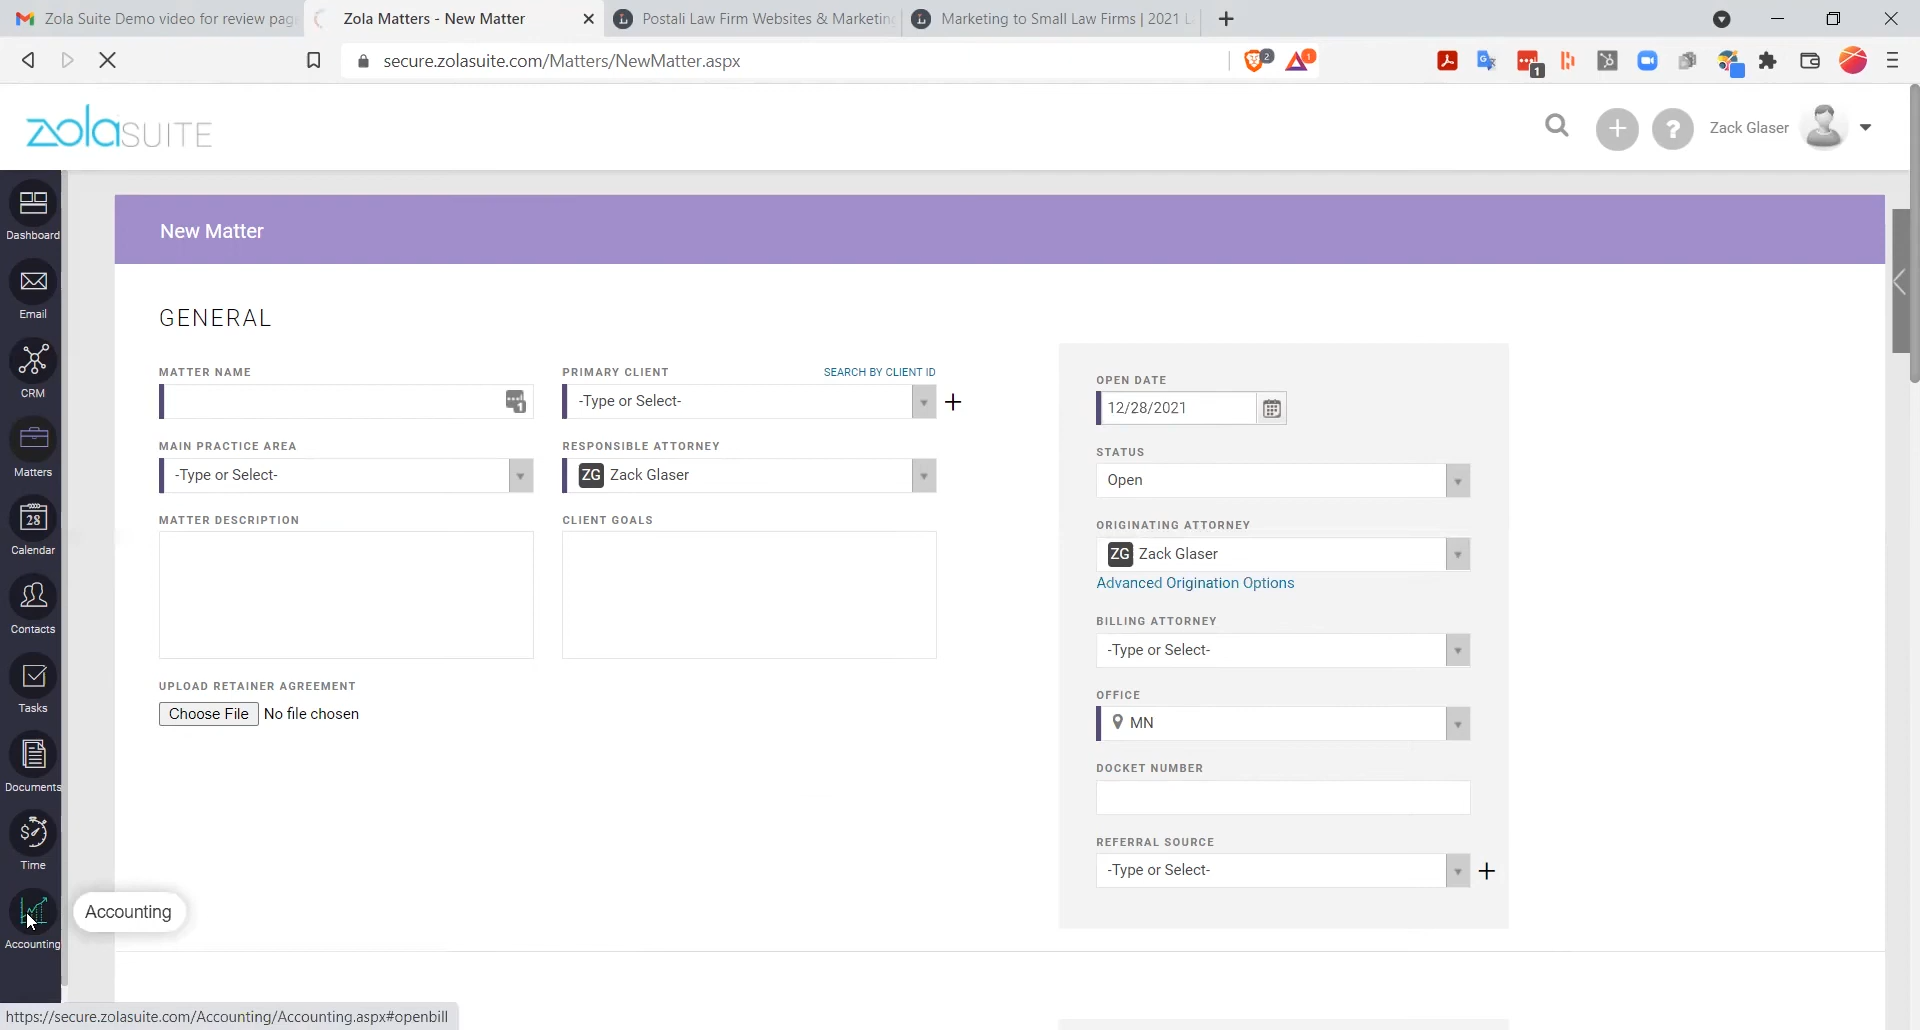 Zola Suite Demo video for review pag
Zola Matters - New Matter
Postali Law Firm Websites & Marketin
Marketing to Small Law Firms | 2021 L
secure.zolasuite.com/Matters/NewMatter.aspx
2
1
1
zolaSUITE
Zack Glaser
Dashboard
Email
CRM
Matters
28
Calendar
Contacts
Tasks
Documents
Time
Accounting
Accounting
New Matter
GENERAL
MATTER NAME
1
PRIMARY CLIENT
SEARCH BY CLIENT ID
-Type or Select-
MAIN PRACTICE AREA
-Type or Select-
RESPONSIBLE ATTORNEY
ZG Zack Glaser
MATTER DESCRIPTION
CLIENT GOALS
UPLOAD RETAINER AGREEMENT
Choose File No file chosen
OPEN DATE
12/28/2021
STATUS
Open
ORIGINATING ATTORNEY
ZG Zack Glaser
Advanced Origination Options
BILLING ATTORNEY
-Type or Select-
OFFICE
MN
DOCKET NUMBER
REFERRAL SOURCE
-Type or Select-
https://secure.zolasuite.com/Accounting/Accounting.aspx#openbill